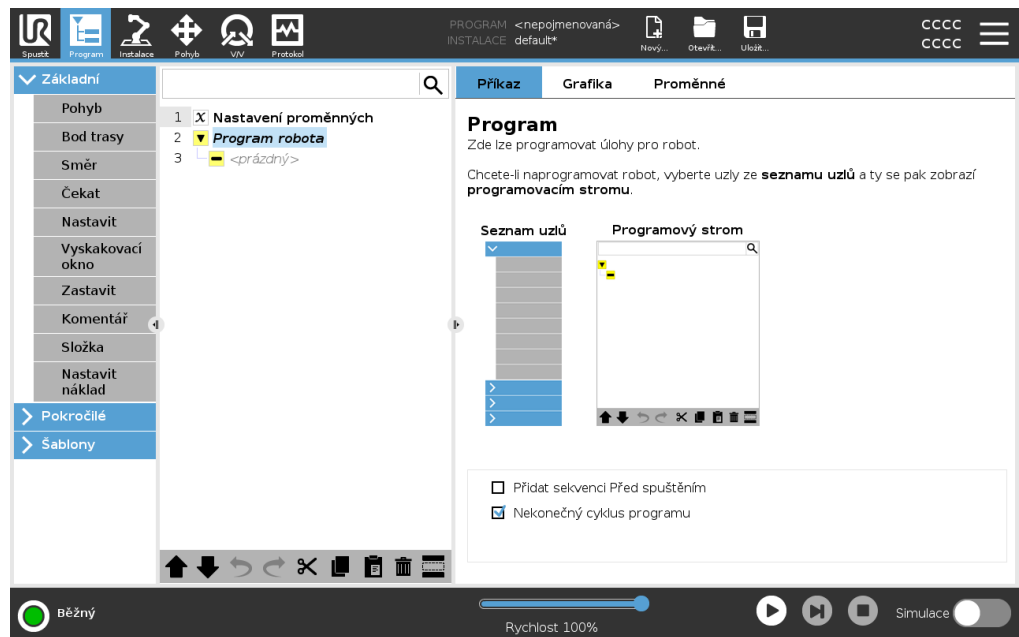 PROGRAM <nepojmenovaná>
INSTALACE default*
Spustit
Program
Instalace
Pohyb
V/V
Protokol
Nový...
Otevřít...
Uložit...
CCCC
CCCC
Základní
Pohyb
Bod trasy
Směr
Čekat
Nastavit
Vyskakovací
okno
Zastavit
Komentář
Složka
Nastavit
náklad
Pokročilé
Šablony
1 X Nastavení proměnných
2 Program robota
3 <prázdný>
Příkaz
Grafika
Proměnné
Program
Zde lze programovat úlohy pro robot.
Chcete-li naprogramovat robot, vyberte uzly ze seznamu uzlů a ty se pak zobrazí
programovacím stromu.
Seznam uzlů
Programový strom
Přidat sekvenci Před spuštěním
Nekonečný cyklus programu
Běžný
Rychlost 100%
Simulace